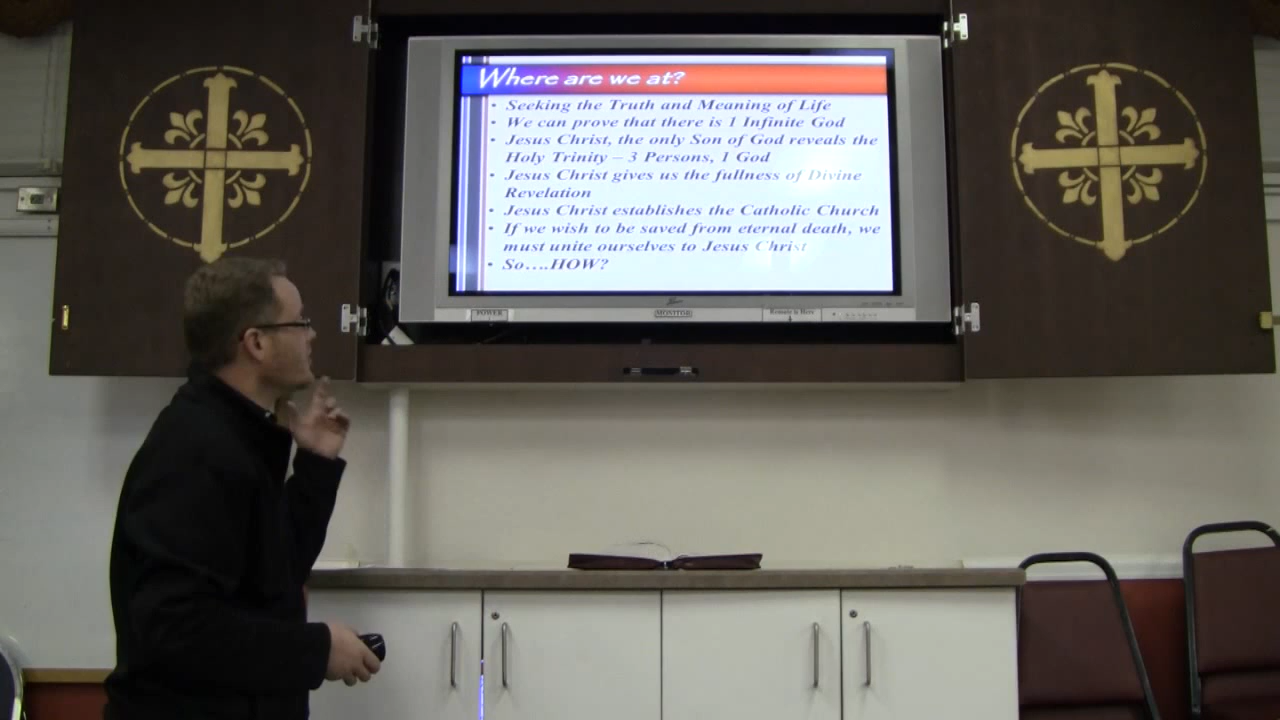 Where are we at?
• Seeking the Truth and Meaning of Life
• We can prove that there is 1 Infinite God
• Jesus Christ, the only Son of God reveals the
Holy Trinity – 3 Persons, 1 God
• Jesus Christ gives us the fullness of Divine
Revelation
• Jesus Christ establishes the Catholic Church
• If we wish to be saved from eternal death, we
must unite ourselves to Jesus Christ
• So….HOW?
POWER
MONITOR
Remote is Here